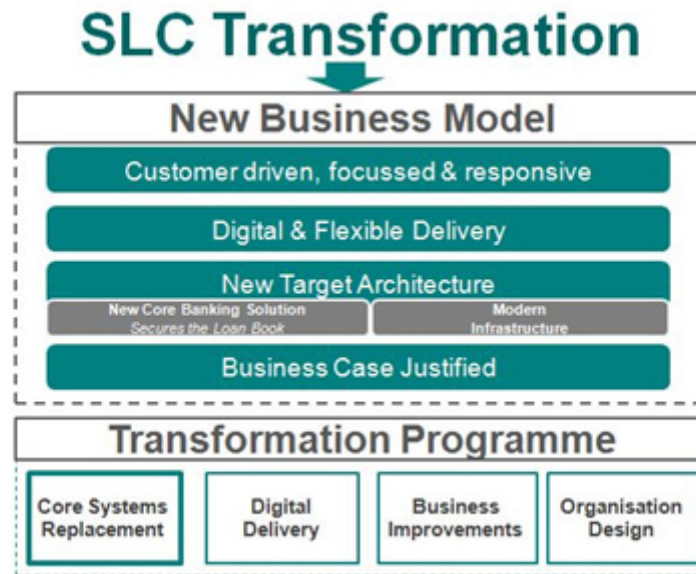 SLC Transformation
New Business Model
Customer driven, focussed & responsive
Digital & Flexible Delivery
New Target Architecture
New Core Banking Solution
Secures the Loan Book
Modern
Infrastructure
Business Case Justified
Transformation Programme
Core Systems
Replacement
Digital
Delivery
Business
Improvements
Organisation
Design